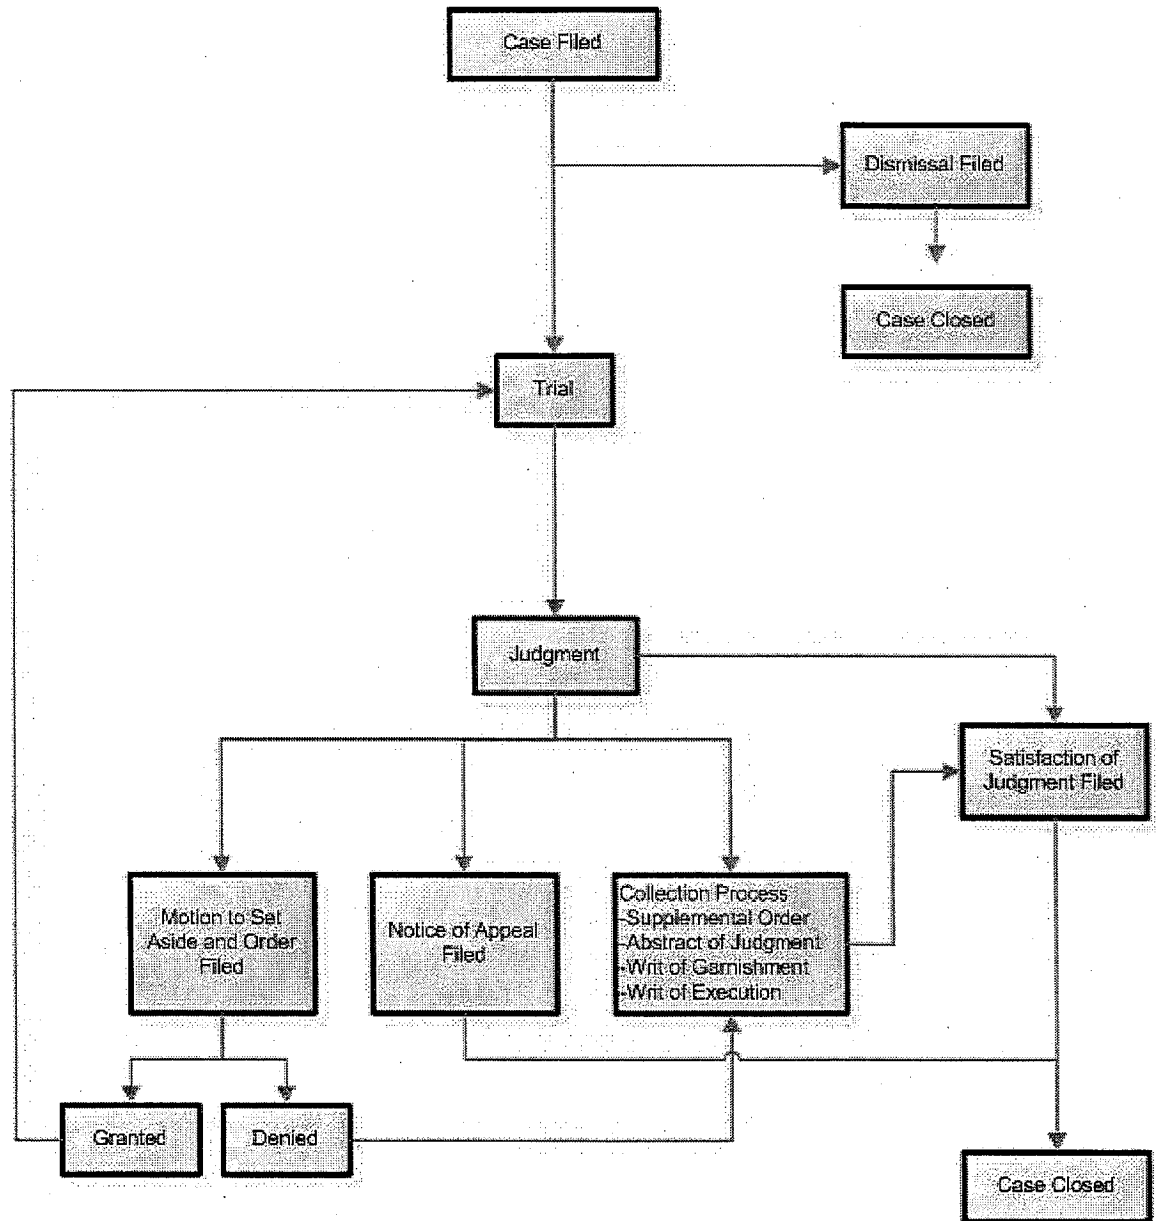 Case Filed
Dismissal Filed
Case Closed
Trial
Judgment
Satisfaction of
Judgment Filed
Motion to Set
Aside and Order
Filed
Notice of Appeal
Filed
Collection Process
-Supplemental Order
-Abstract of Judgment
-Writ of Garnishment
-Writ of Execution
Granted
Denied
Case Closed